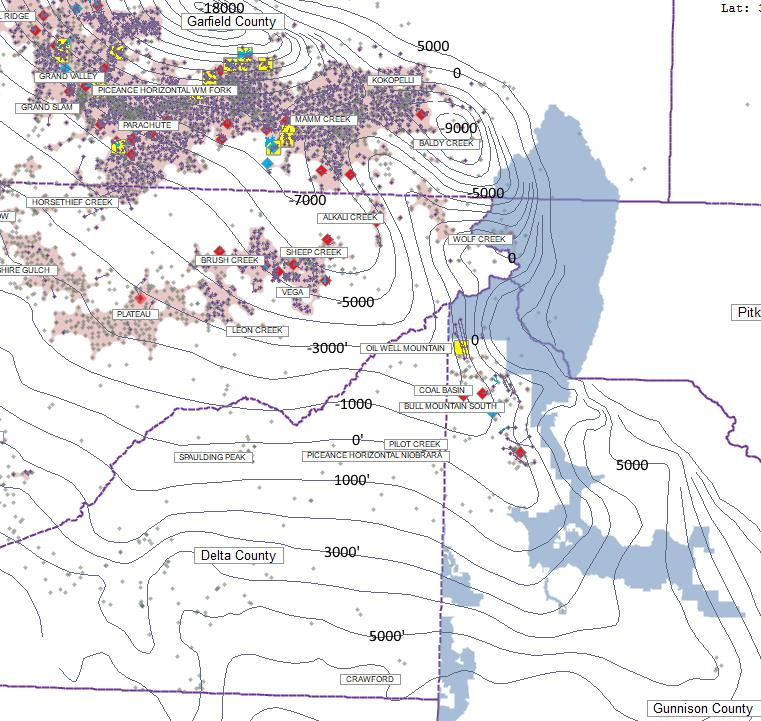 -18000
Lat: 3
L RIDGE
Garfield County
5000
0
GRAND VALLEY
KOKOPELLI
PICEANCE HORIZONTAL WM FORK
GRAND SLAM
MAMM CREEK
PARACHUTE
-9000
BALDY CREEK
-5000
HORSETHIEF CREEK
-7000
OW
ALKALI CREEK
WOLF CREEK
SHEEP CREEK
BRUSH CREEK
0
SHIRE GULCH
VEGA
-5000
PLATEAU
Pitk
LEON CREEK
0
-3000'
OIL WELL MOUNTAIN
COAL BASIN
-1000
BULL MOUNTAIN SOUTH
0'
PILOT CREEK
SPAULDING PEAK
PICEANCE HORIZONTAL NIOBRARA
5000
1000'
Delta County
3000'
5000'
CRAWFORD
Gunnison County